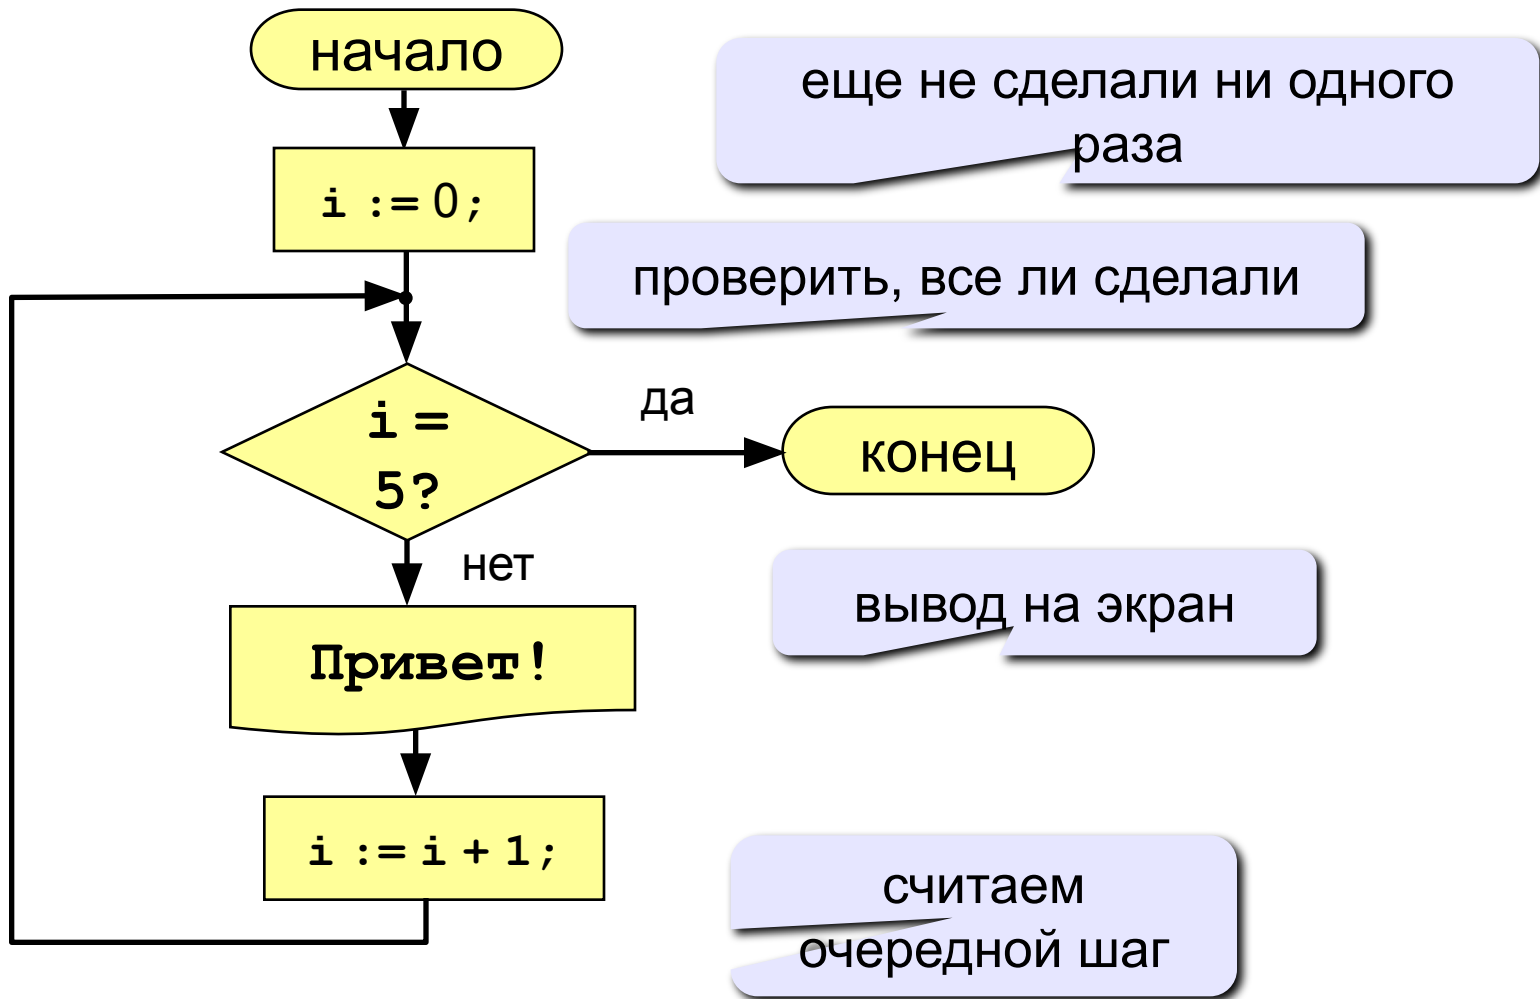 начало
еще не сделали ни одного
раза
i := 0;
проверить, все ли сделали
i =
5?
да
конец
нет
вывод на экран
Привет!
i := i + 1;
считаем
очередной шаг